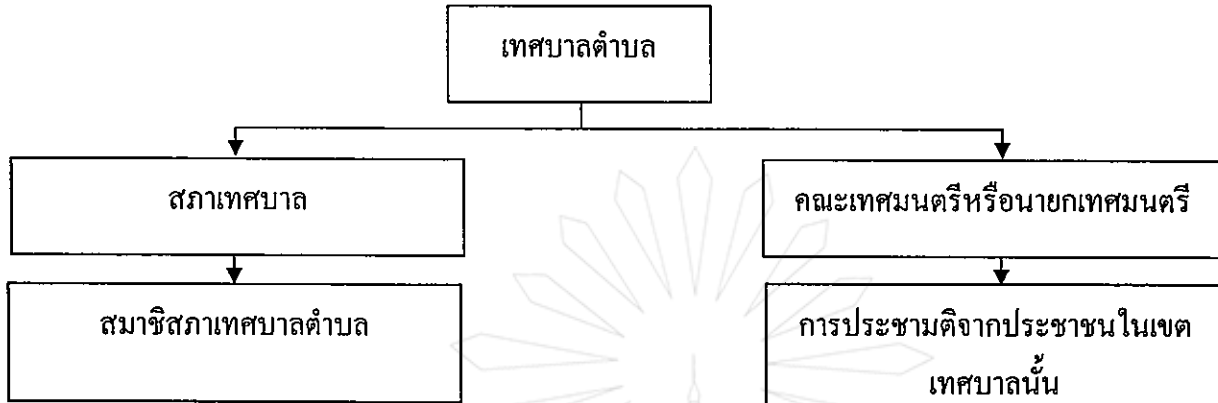 เทศบาลตำบล
สภาเทศบาล
คณะเทศมนตรีหรือนายกเทศมนตรี
สมาชิสภาเทศบาลตำบล
การประชามติจากประชาชนในเขต
เทศบาลนั้น